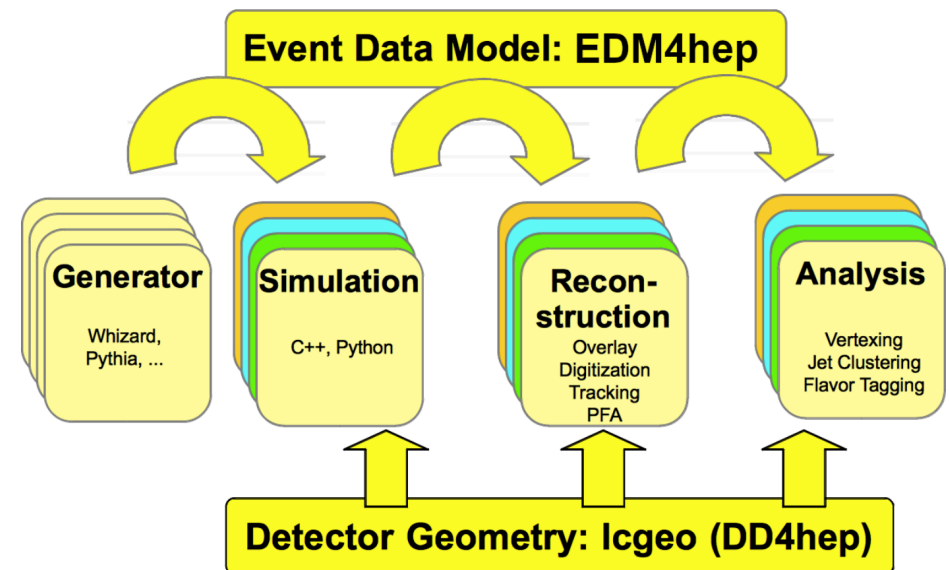 Event Data Model: EDM4hep
Generator
Whizard,
Pythia, ...
Simulation
C++, Python
Recon-
struction
Overlay
Digitization
Tracking
PFA
Analysis
Vertexing
Jet Clustering
Flavor Tagging
Detector Geometry: lcgeo (DD4hep)